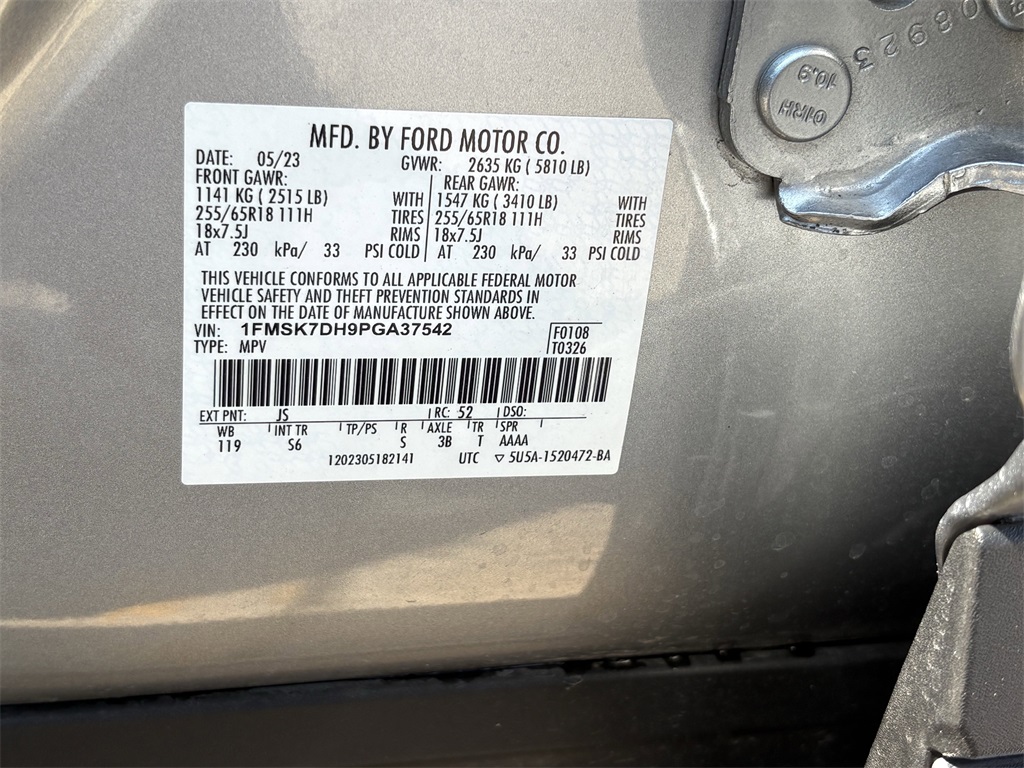 MFD. BY FORD MOTOR CO.
DATE: 05/23 GVWR: 2635 KG ( 5810 LB)
FRONT GAWR: REAR GAWR:
1141 KG ( 2515 LB) WITH 1547 KG ( 3410 LB) WITH
255/65R18 111H TIRES 255/65R18 111H TIRES
18x7.5J RIMS 18x7.5J RIMS
AT 230 kPa/ 33 PSI COLD AT 230 kPa/ 33 PSI COLD
THIS VEHICLE CONFORMS TO ALL APPLICABLE FEDERAL MOTOR
VEHICLE SAFETY AND THEFT PREVENTION STANDARDS IN
EFFECT ON THE DATE OF MANUFACTURE SHOWN ABOVE.
VIN: 1FMSK7DH9PGA37542 F0108
TYPE: MPV T0326
EXT PNT: JS RC: 52 DSO:
WB INT TR TP/PS R AXLE TR SPR
119 S6 S 3B T AAAA
1202305182141 UTC ▽ 5U5A-1520472-BA
08923
10.9